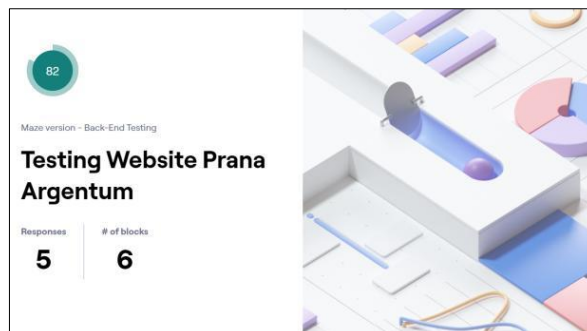 82
Maze version - Back-End Testing
Testing Website Prana
Argentum
Responses
# of blocks
5
6